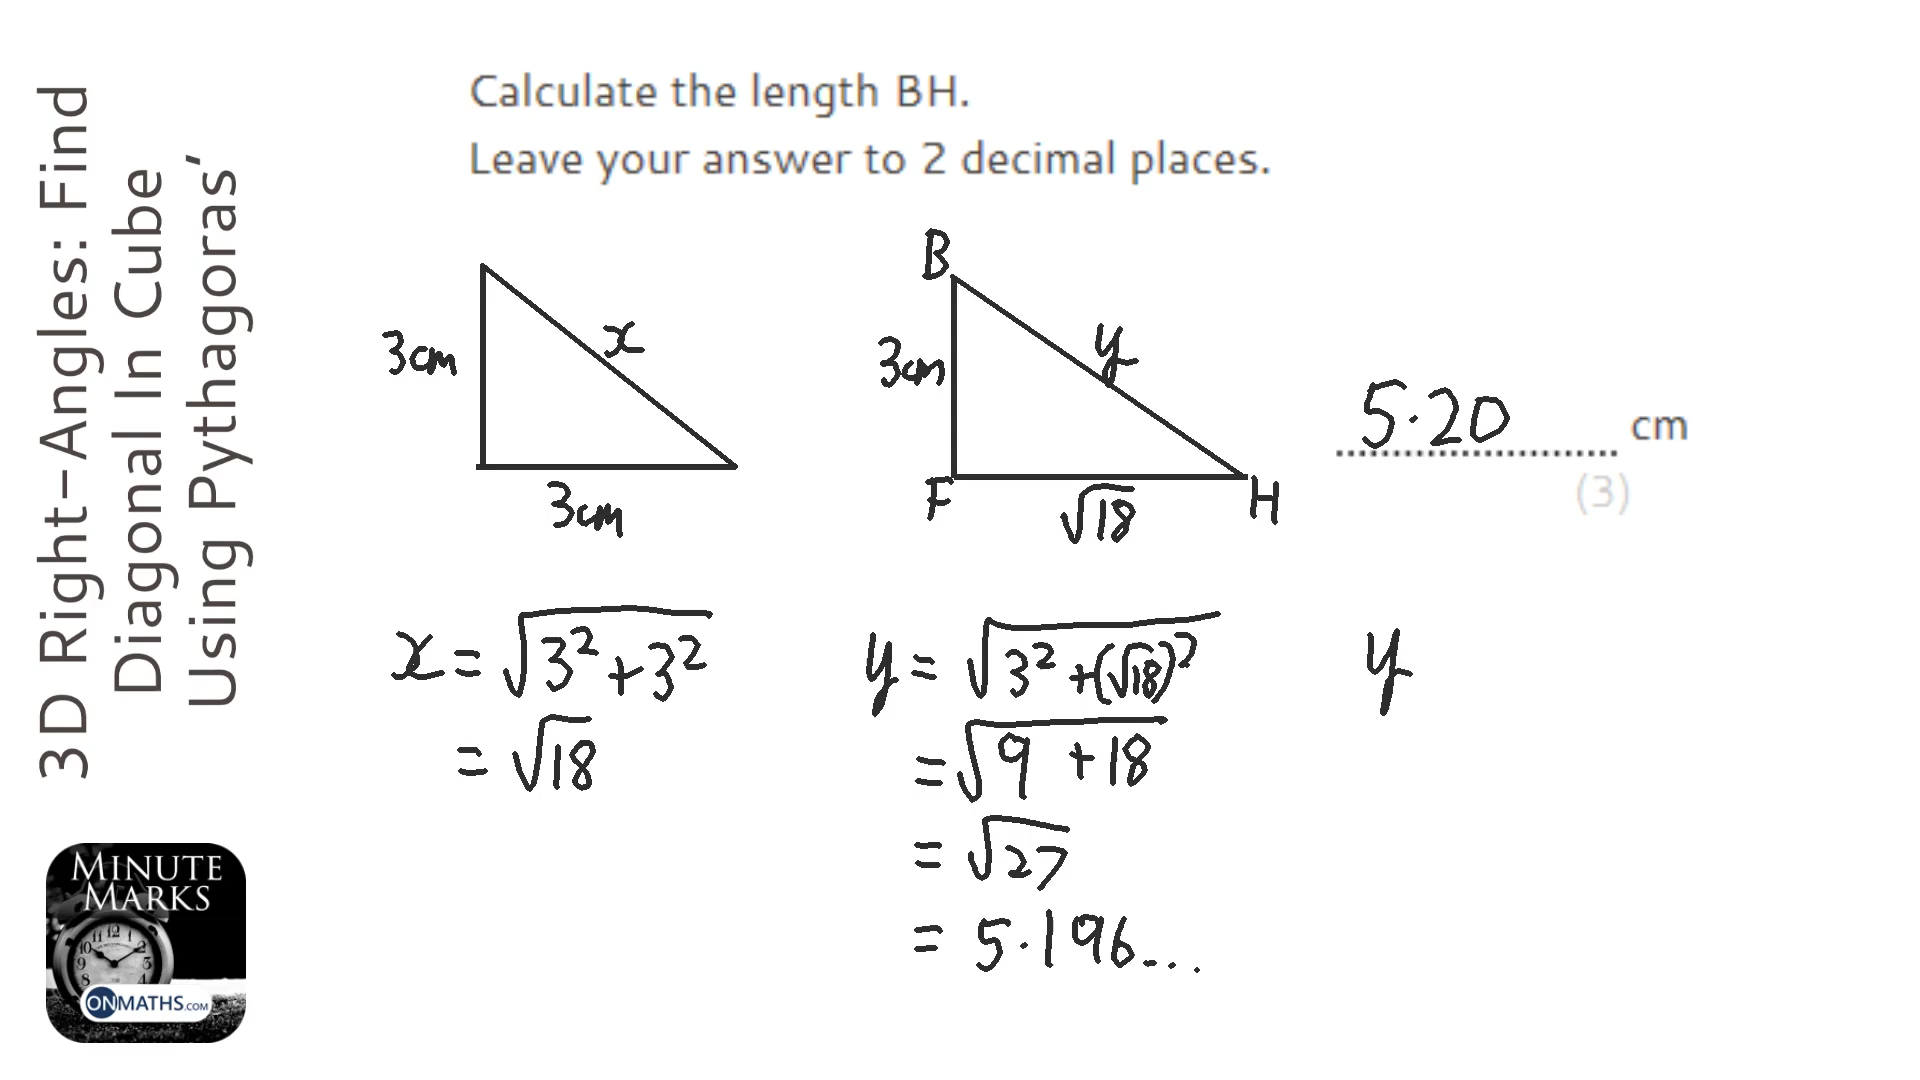 3D Right-Angles: Find
Diagonal In Cube
Using Pythagoras'
Calculate the length BH.
Leave your answer to 2 decimal places.
3cm
x
3cm
B
3cm
y
F
√18
H
5.20 cm
(3)
x = √3² + 3²
= √18
y = √3² + (√18)²
= √9 + 18
= √27
= 5.196...
y
MINUTE
MARKS
ONMATHS.COM